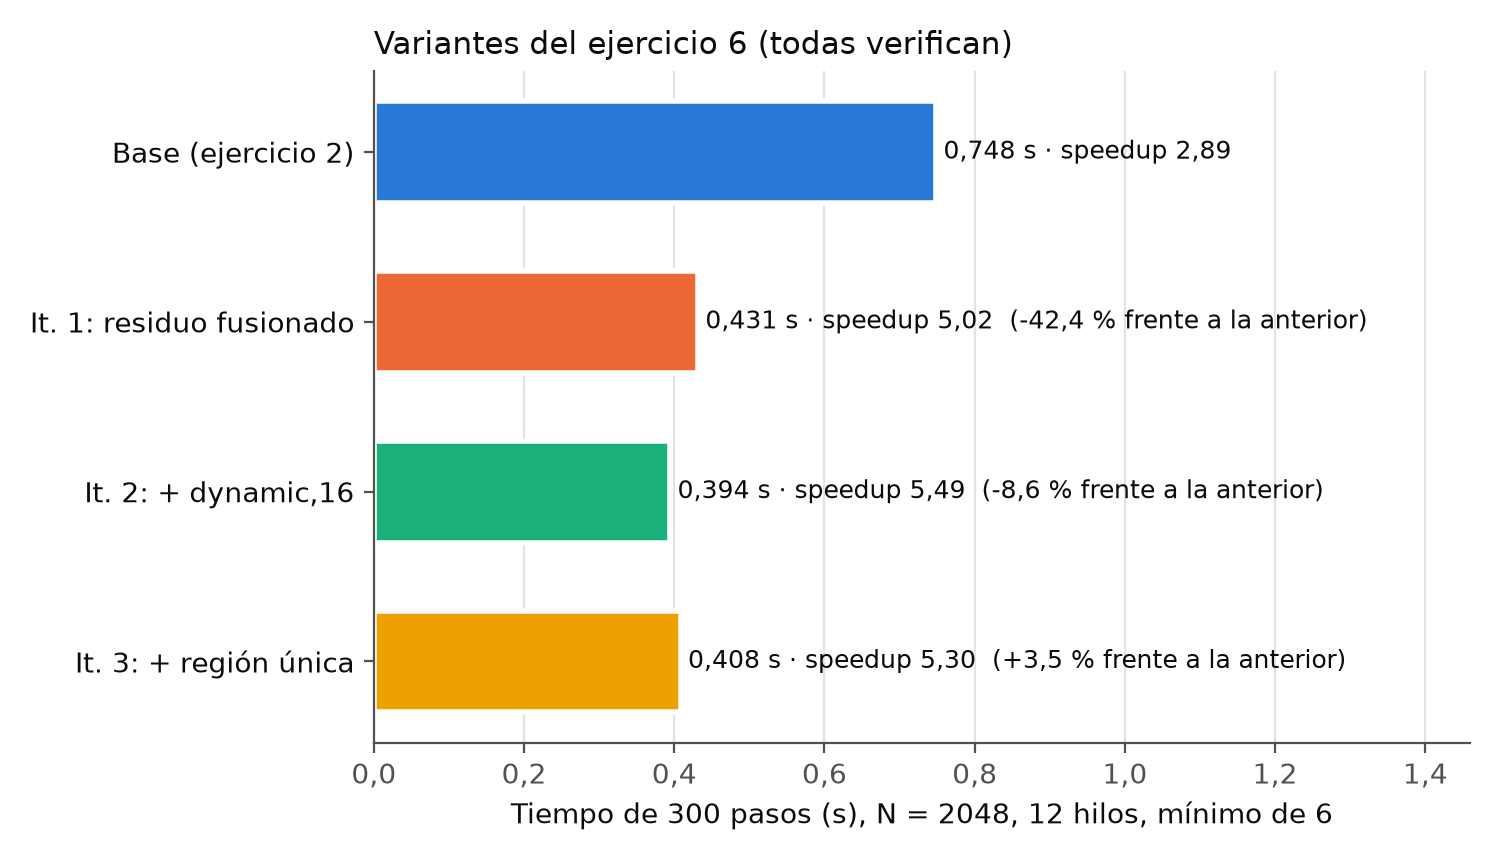 Variantes del ejercicio 6 (todas verifican)
Base (ejercicio 2)
0,748 s · speedup 2,89
It. 1: residuo fusionado
0,431 s · speedup 5,02  (-42,4 % frente a la anterior)
It. 2: + dynamic,16
0,394 s · speedup 5,49  (-8,6 % frente a la anterior)
It. 3: + región única
0,408 s · speedup 5,30  (+3,5 % frente a la anterior)
0,0 0,2 0,4 0,6 0,8 1,0 1,2 1,4
Tiempo de 300 pasos (s), N = 2048, 12 hilos, mínimo de 6